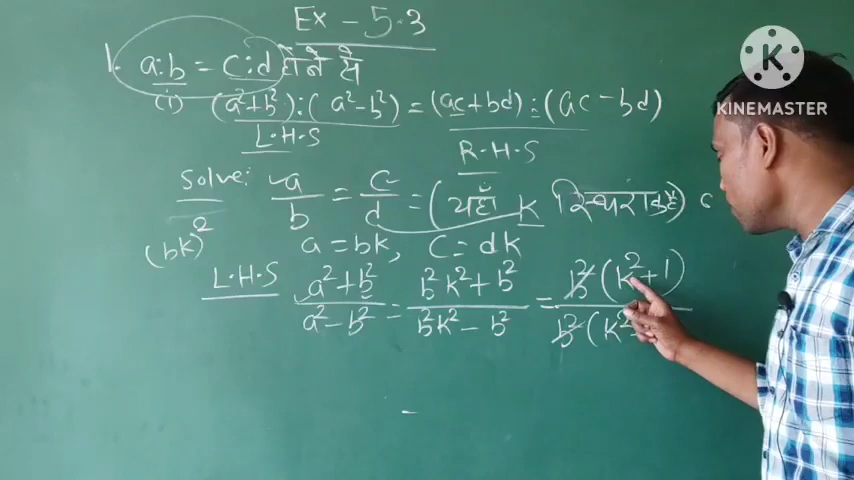 Ex - 5.3
1. a:b = c:d होने से
(i) (a²+b²):(a²-b²) = (ac+bd):(ac-bd)
L.H.S R.H.S
Solve: a/b = c/d = (यहाँ K स्थिरांक है)
(bk)² a = bk, c = dk
L.H.S a²+b²/a²-b² = b²k²+b²/b²k²-b² = b²(k²+1)/b²(k²
K
KINEMASTER